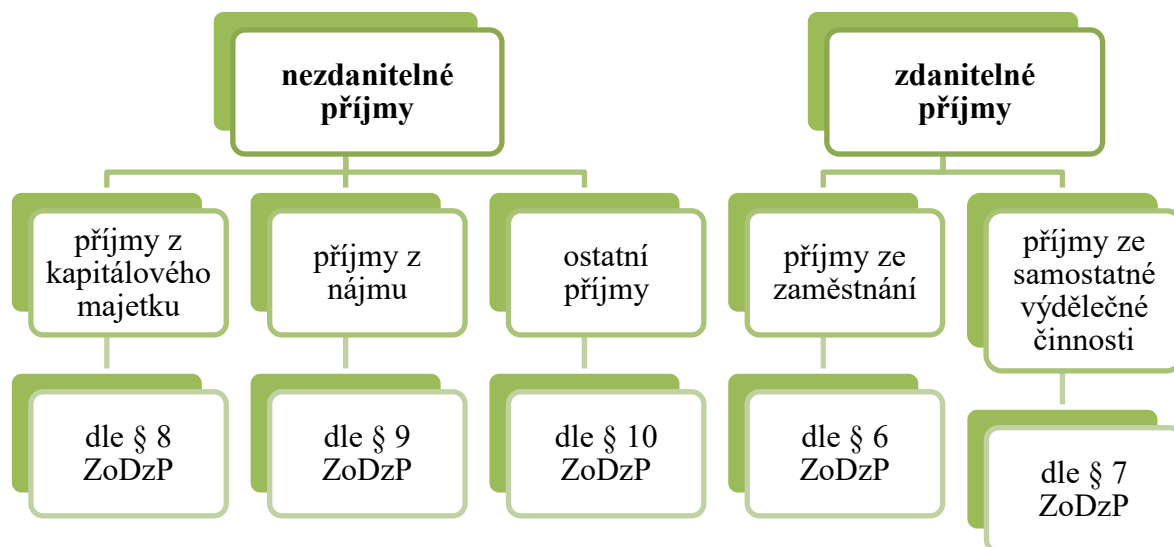 nezdanitelné
příjmy
zdanitelné
příjmy
příjmy z
kapitálového
majetku
příjmy z
nájmu
ostatní
příjmy
příjmy ze
zaměstnání
příjmy ze
samostatné
výdělečné
činnosti
dle § 8
ZoDzP
dle § 9
ZoDzP
dle § 10
ZoDzP
dle § 6
ZoDzP
dle § 7
ZoDzP